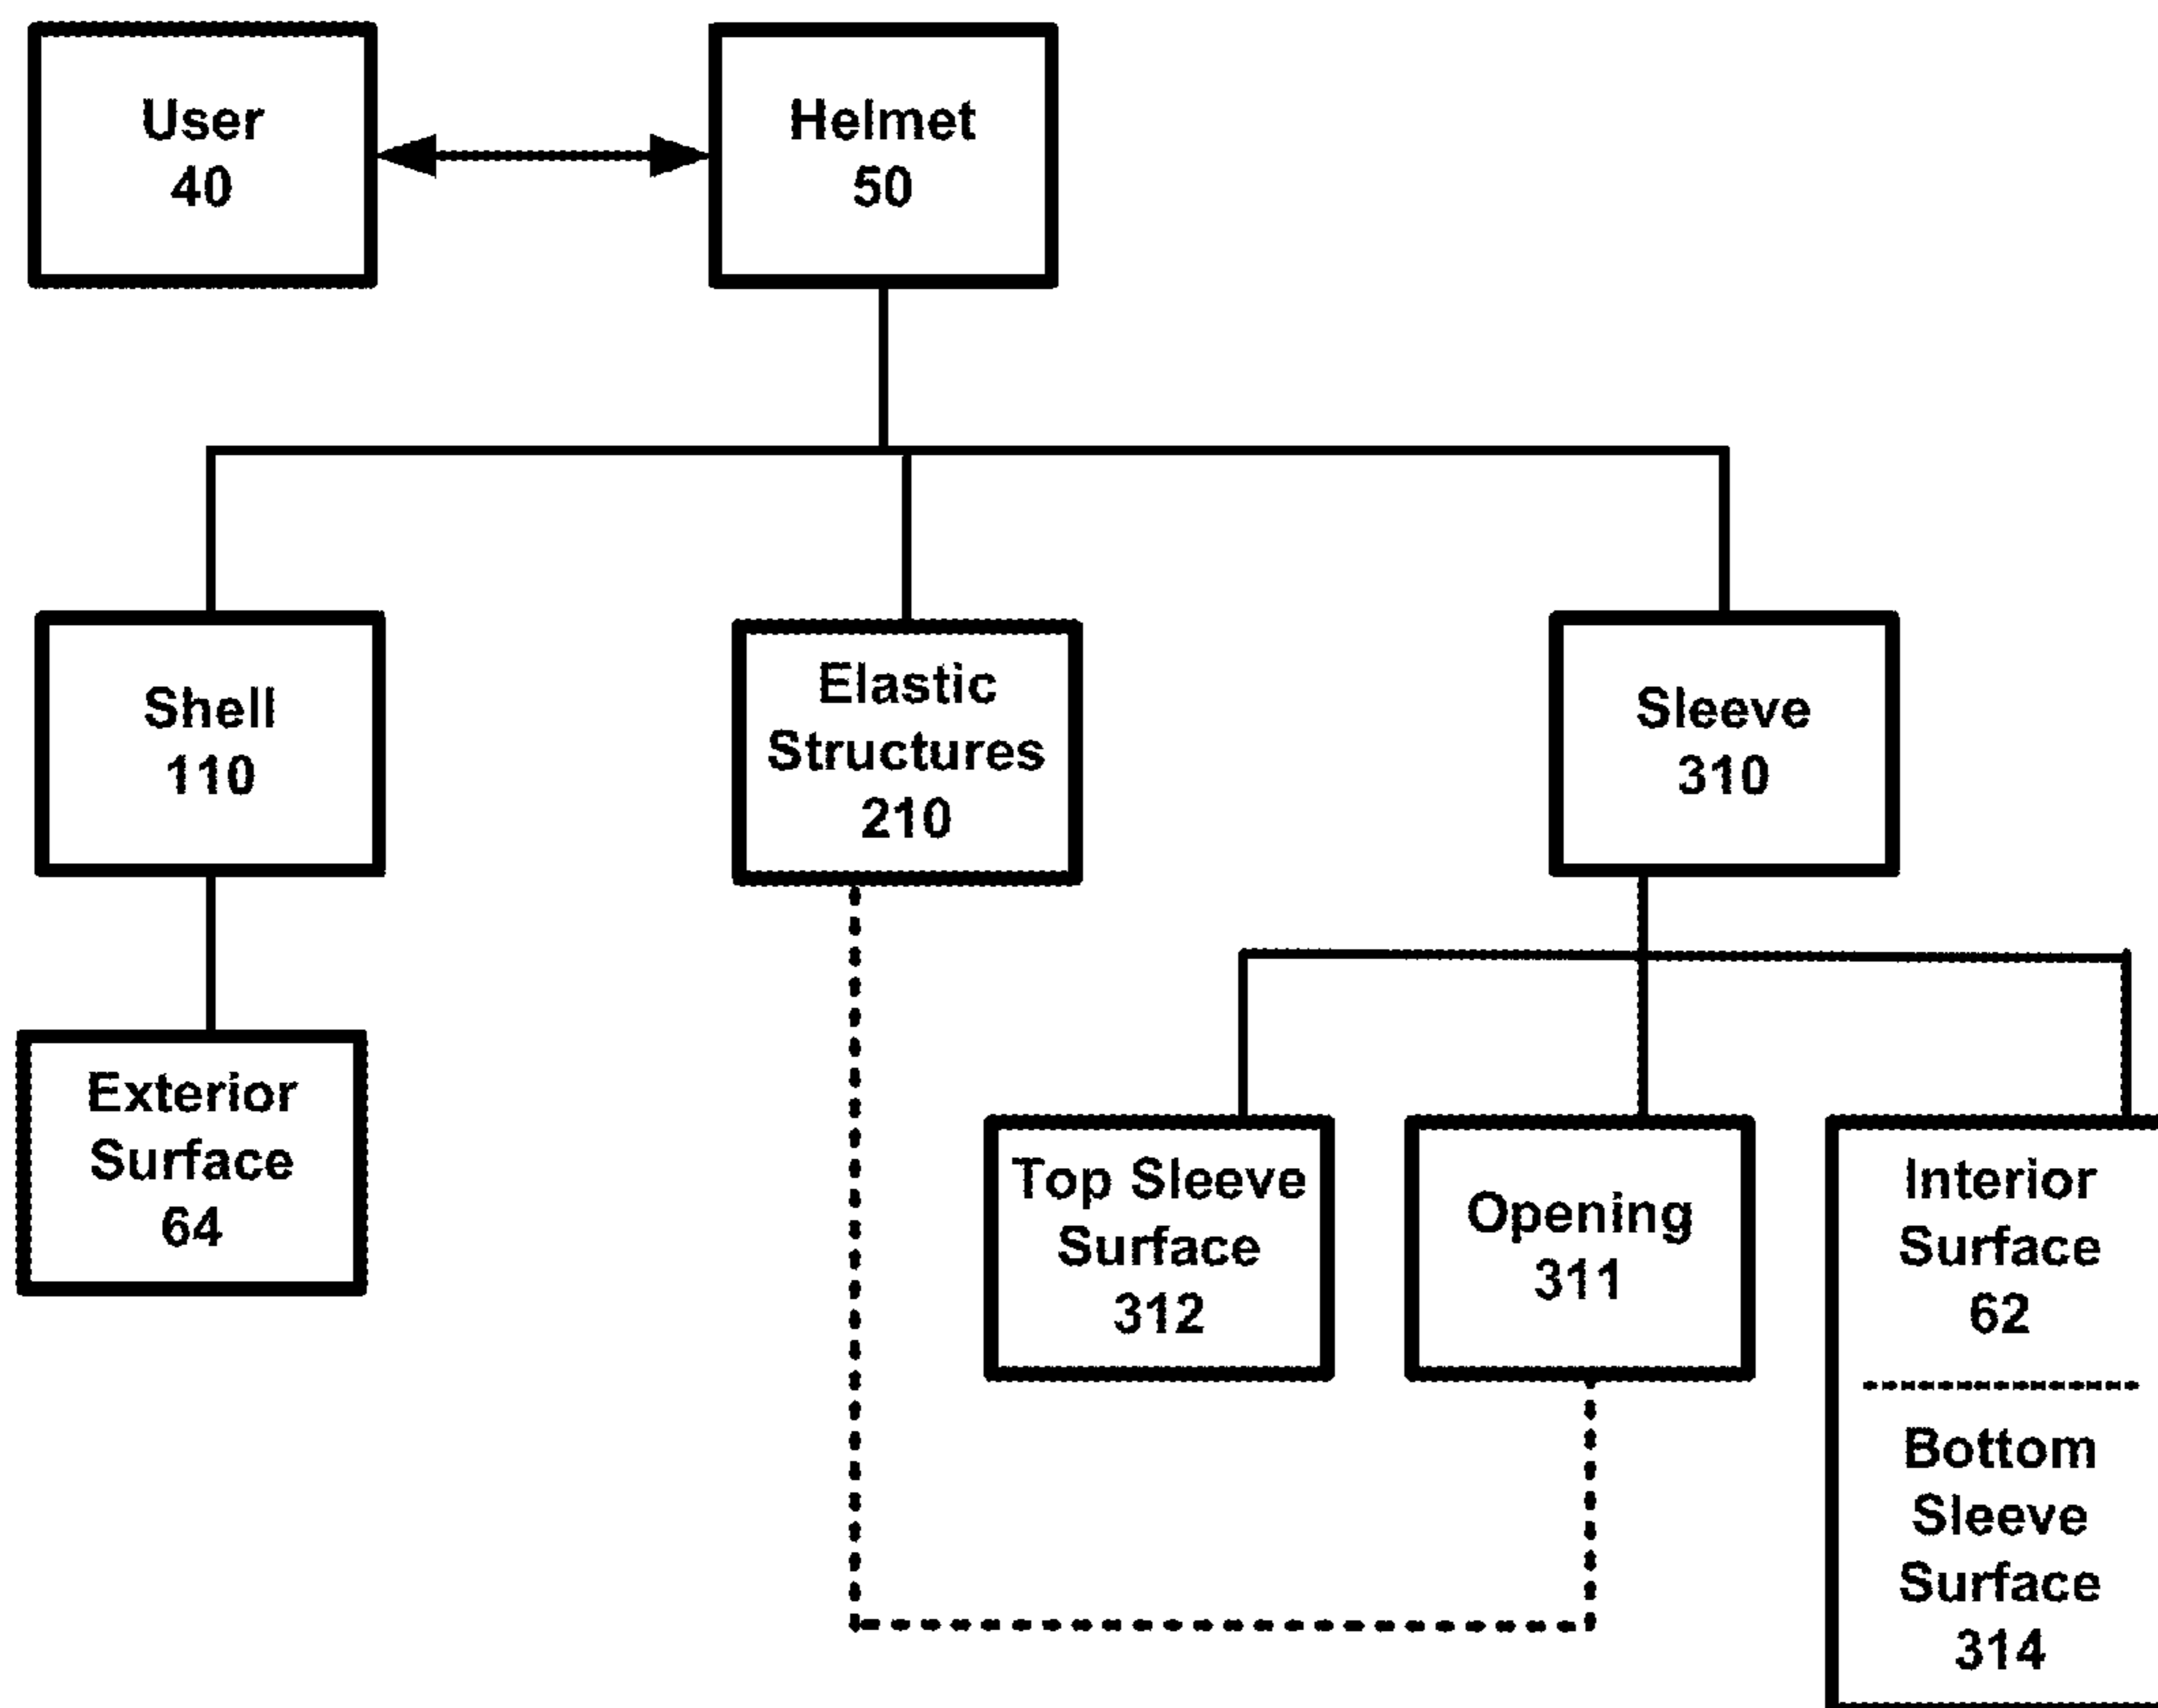 User
40
Helmet
50
Shell
110
Elastic
Structures
210
Sleeve
310
Exterior
Surface
64
Top Sleeve
Surface
312
Opening
311
Interior
Surface
62
Bottom
Sleeve
Surface
314